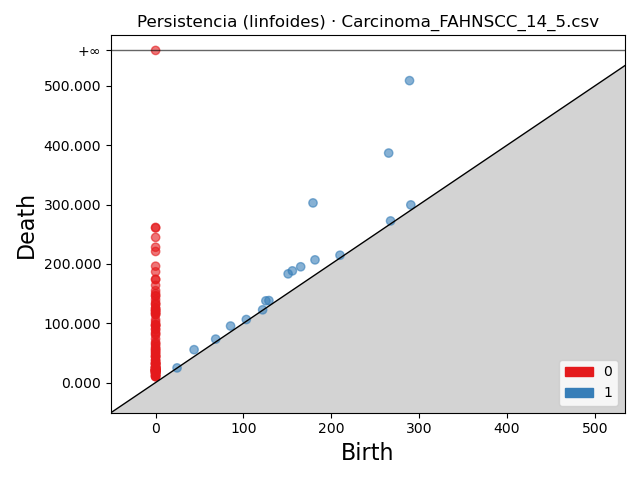 Persistencia (linfoides) · Carcinoma_FAHNSCC_14_5.csv
+∞
500.000
400.000
300.000
200.000
100.000
0.000
Death
0
1
0 100 200 300 400 500
Birth